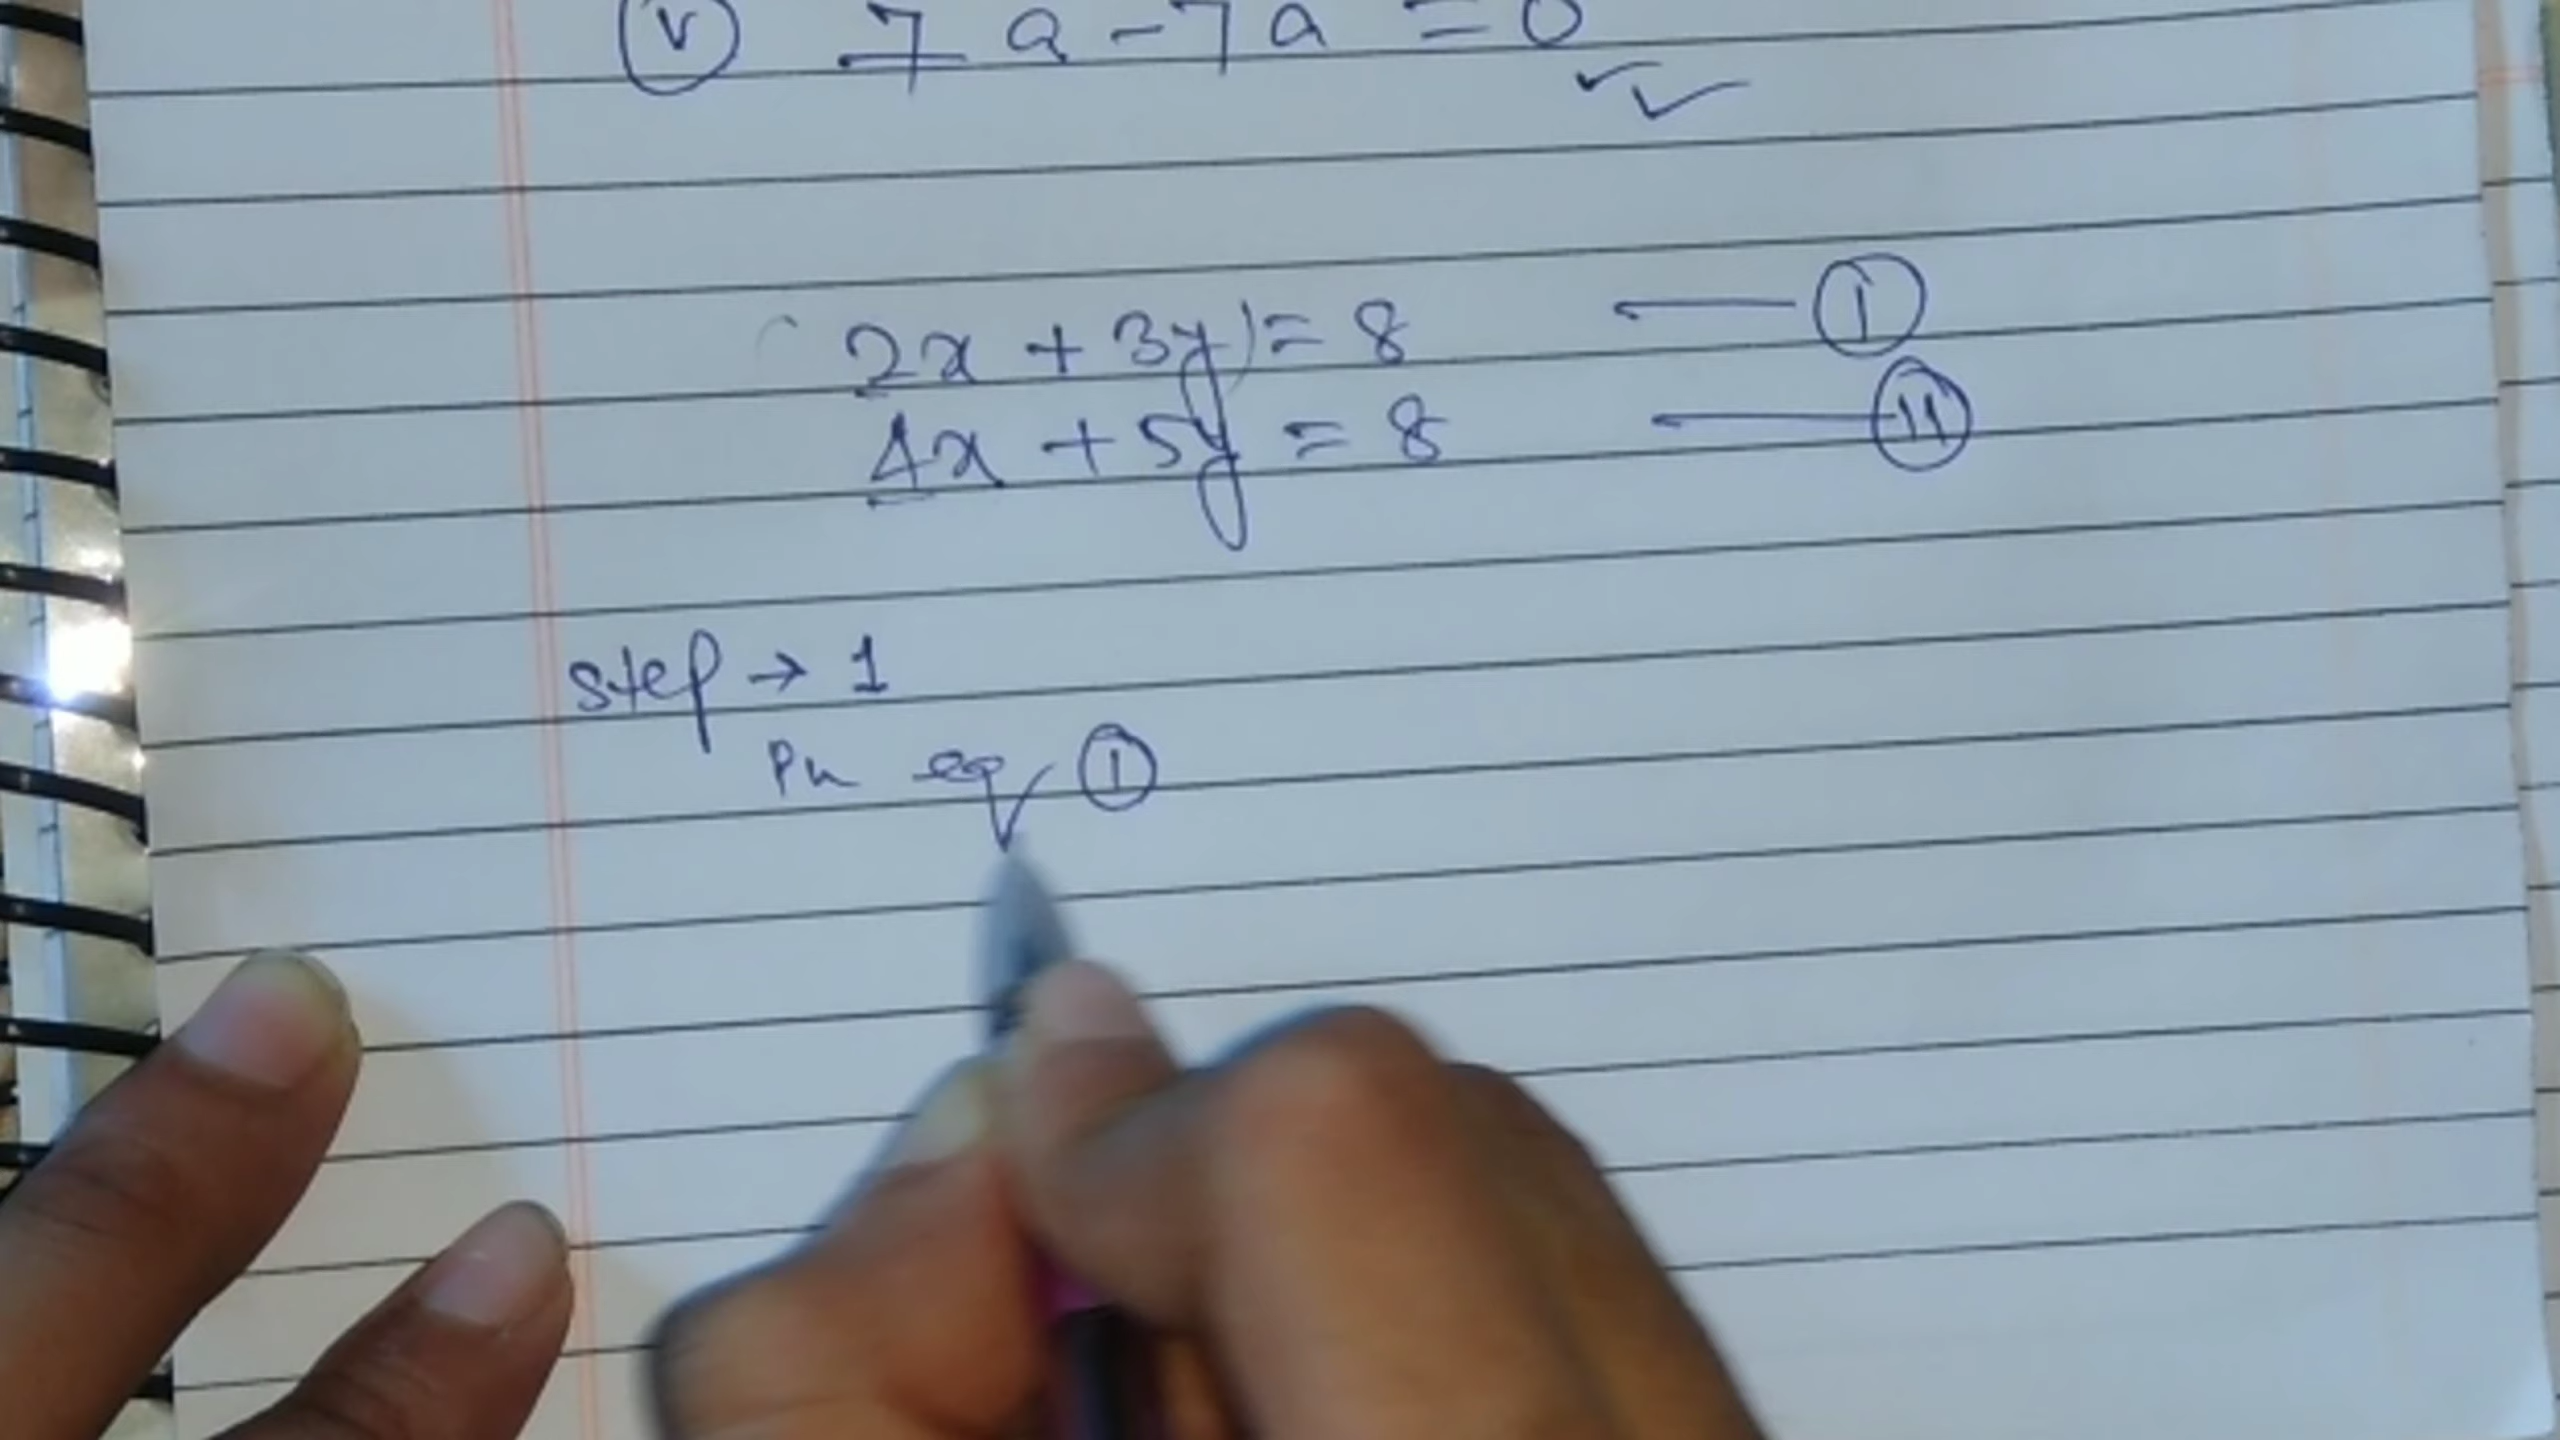 (v) 7a - 7a = 0
(2x + 3y) = 8 — (I)
4x + 5y = 8 — (II)
step → 1
In eq (I)